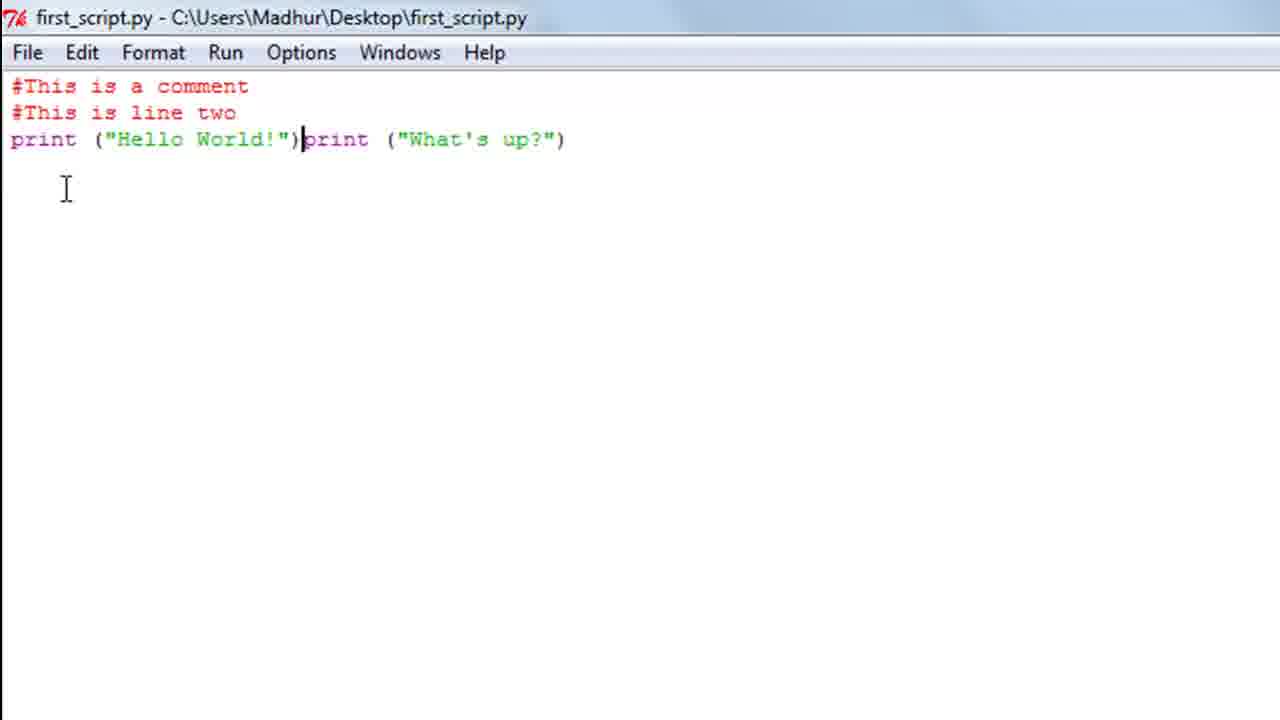 first_script.py - C:\Users\Madhur\Desktop\first_script.py
File Edit Format Run Options Windows Help
#This is a comment
#This is line two
print ("Hello World!")print ("What's up?")